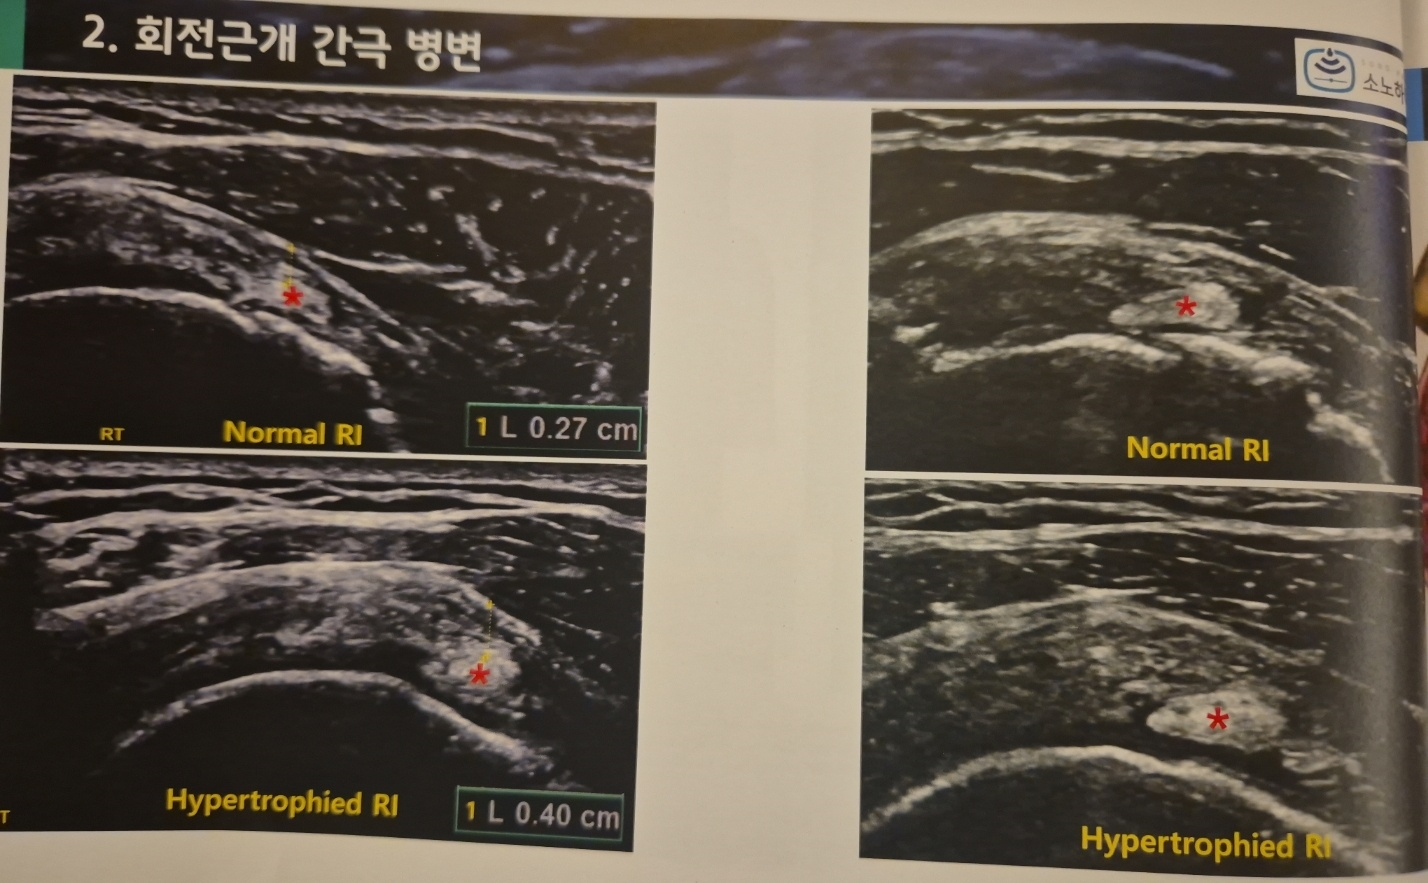 2. 회전근개 간극 병변
소노하
RT
Normal RI
1 L 0.27 cm
Normal RI
T
Hypertrophied RI
1 L 0.40 cm
Hypertrophied RI